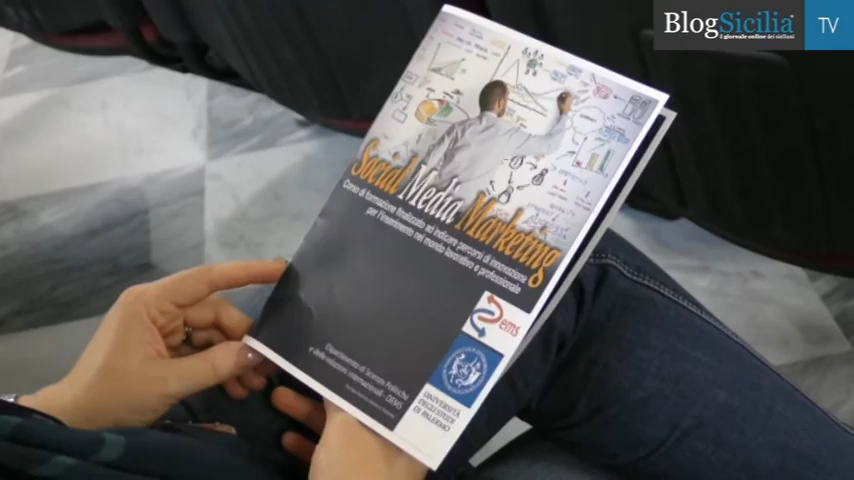 BlogSicilia
il giornale online dei siciliani
TV
Social Media Marketing
Corso di formazione finalizzato ad indicare percorsi di innovazione
per l'inserimento nel mondo lavorativo e professionale
ems
Dipartimento di Scienze Politiche
e delle relazioni internazionali - DEMS
UNIVERSITÀ
DEGLI STUDI
DI PALERMO